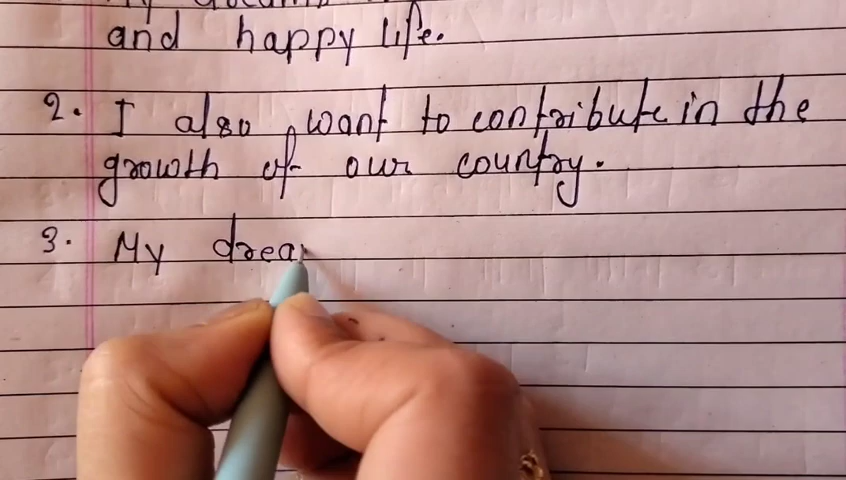 and happy life.
2. I also want to contribute in the
growth of our country.
3. My drea